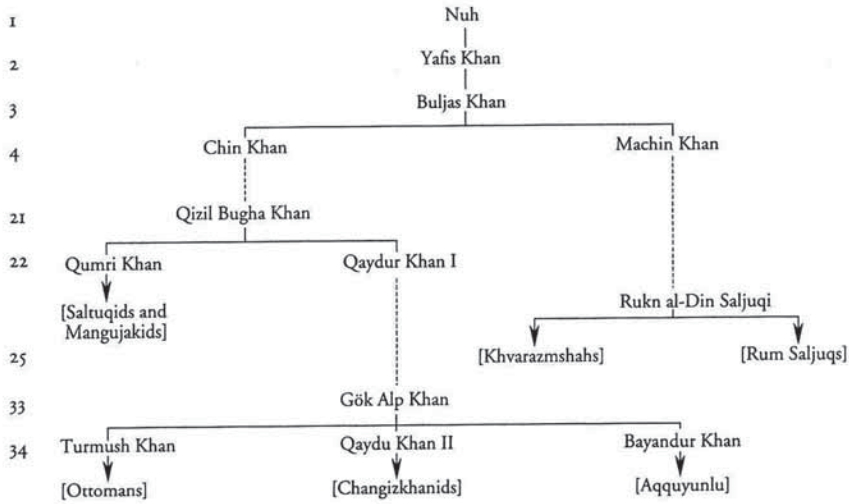 1 Nuh
2 Yafis Khan
3 Buljas Khan
4 Chin Khan Machin Khan
21 Qizil Bugha Khan
22 Qumri Khan Qaydur Khan I
[Saltuqids and
Mangujakids]
Rukn al-Din Saljuqi
25 [Khvarazmshahs] [Rum Saljuqs]
33 Gök Alp Khan
34 Turmush Khan Qaydu Khan II Bayandur Khan
[Ottomans] [Changizkhanids] [Aqquyunlu]